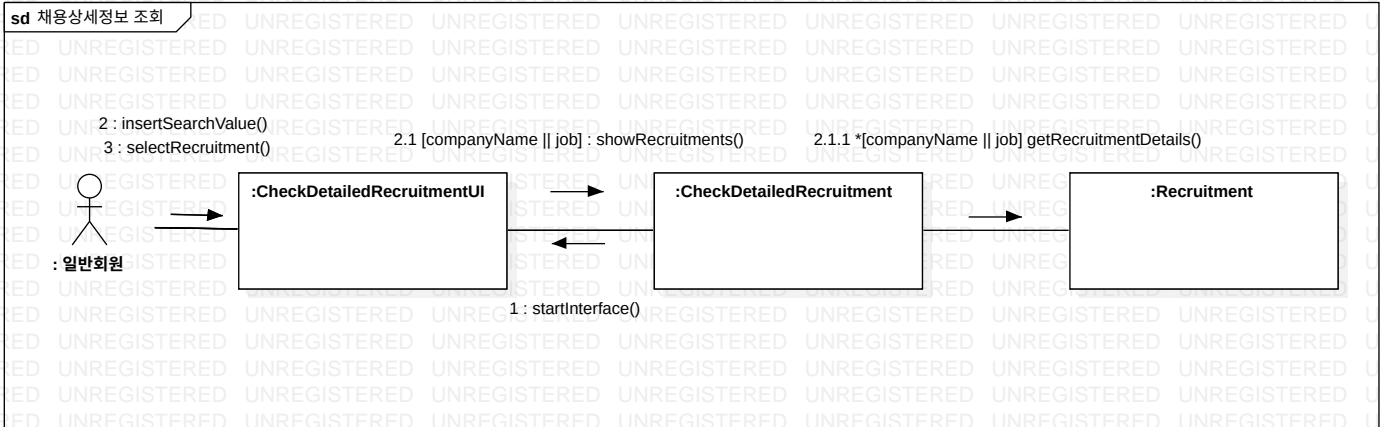 sd 채용상세정보 조회
2 : insertSearchValue()
3 : selectRecruitment()
2.1 [companyName || job] : showRecruitments()
2.1.1 *[companyName || job] getRecruitmentDetails()
:CheckDetailedRecruitmentUI
:CheckDetailedRecruitment
:Recruitment
: 일반회원
1 : startInterface()
UNREGISTERED